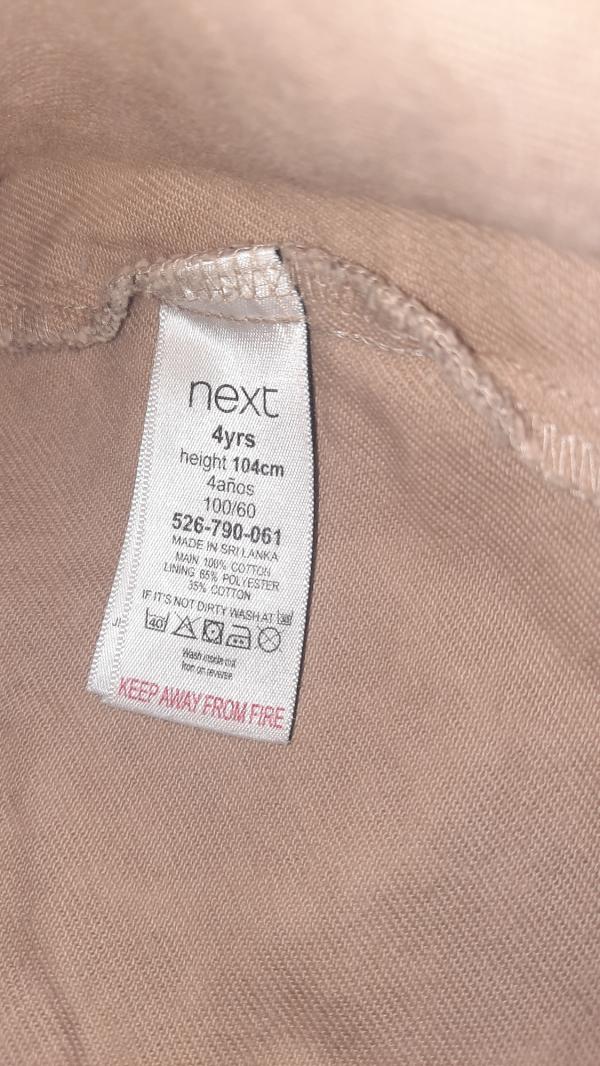 next
4yrs
height 104cm
4años
100/60
526-790-061
MADE IN SRI LANKA
MAIN 100% COTTON
LINING 65% POLYESTER
35% COTTON
IF IT'S NOT DIRTY WASH AT 30
40
Wash inside out
Iron on reverse
KEEP AWAY FROM FIRE